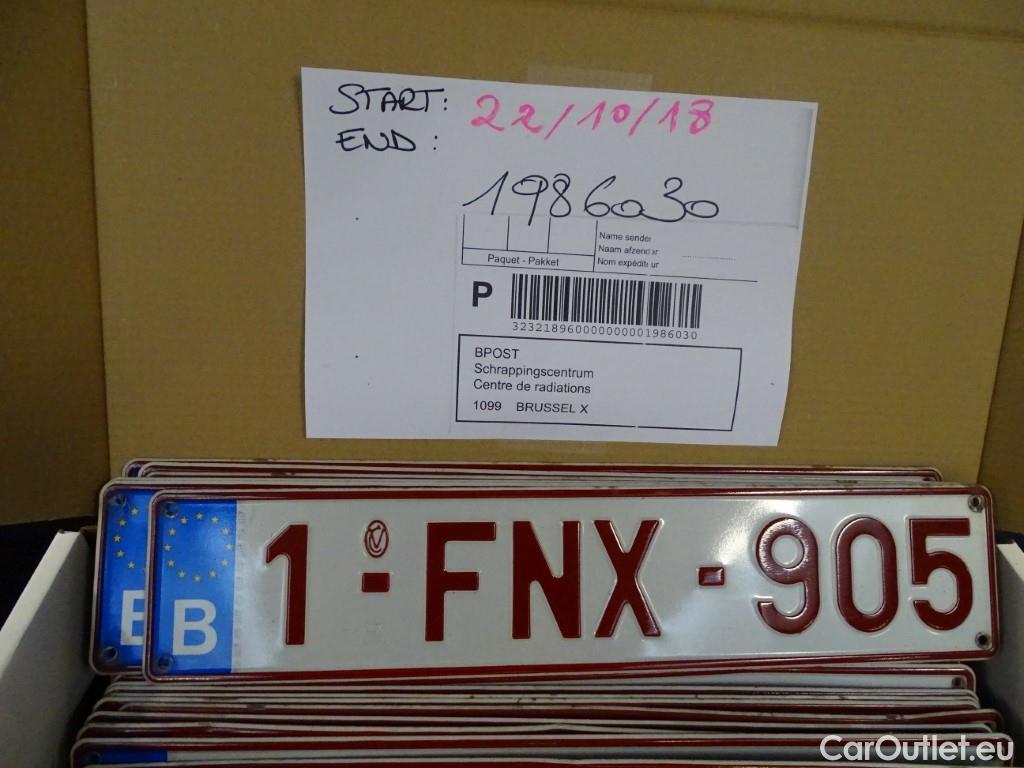 START: 22/10/18
END:
1986030
Name sender
Naam afzender
Nom expéditeur
Paquet - Pakket
P
323218960000000001986030
BPOST
Schrappingscentrum
Centre de radiations
1099 BRUSSEL X
B
B
1-FNX-905
CarOutlet.eu